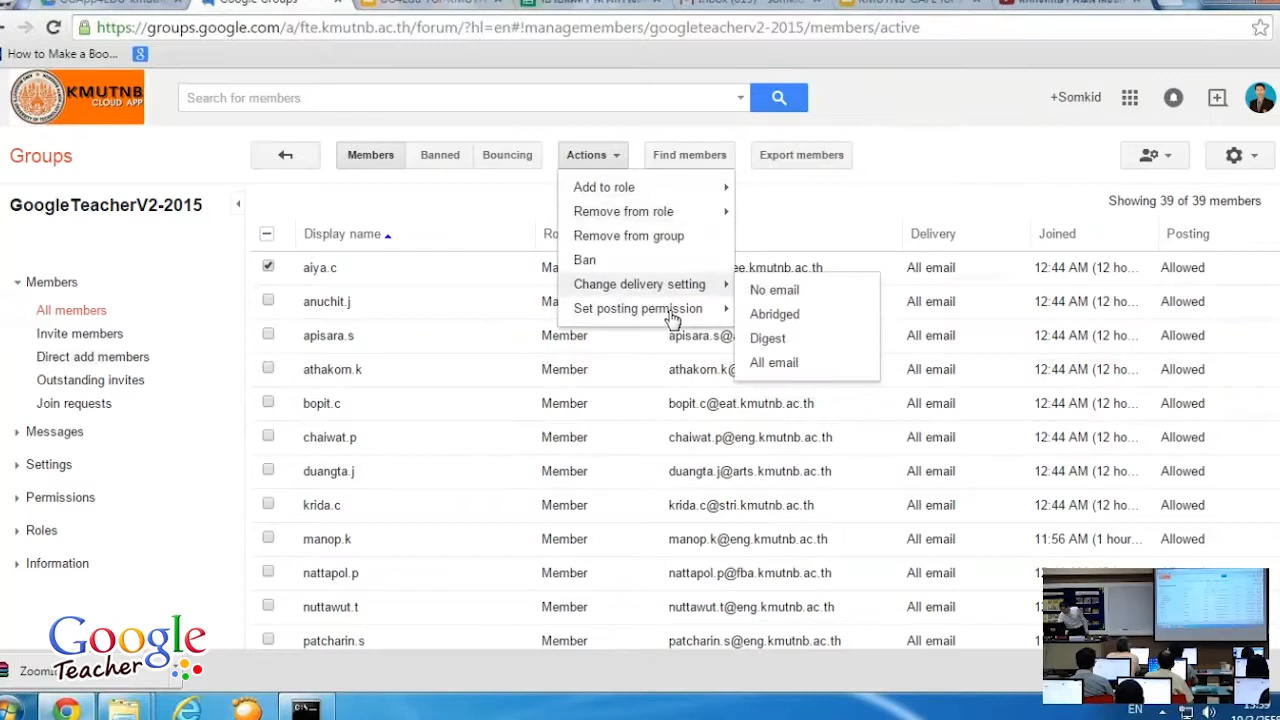 Google Groups
https://groups.google.com/a/fte.kmutnb.ac.th/forum/?hl=en#!managemembers/googleteacherv2-2015/members/active
How to Make a Boo...
KMUTNB
CLOUD APP
Search for members
+Somkid
Groups
Members
Banned
Bouncing
Actions
Find members
Export members
GoogleTeacherV2-2015
Showing 39 of 39 members
Add to role
Remove from role
Remove from group
Ban
Change delivery setting
Set posting permission
No email
Abridged
Digest
All email
Members
All members
Invite members
Direct add members
Outstanding invites
Join requests
Messages
Settings
Permissions
Roles
Information
Display name Delivery Joined Posting
aiya.c ee.kmutnb.ac.th All email 12:44 AM (12 ho... Allowed
anuchit.j All email 12:44 AM (12 ho... Allowed
apisara.s Member apisara.s@ All email 12:44 AM (12 ho... Allowed
athakorn.k Member athakorn.k@ All email 12:44 AM (12 ho... Allowed
bopit.c Member bopit.c@eat.kmutnb.ac.th All email 12:44 AM (12 ho... Allowed
chaiwat.p Member chaiwat.p@eng.kmutnb.ac.th All email 12:44 AM (12 ho... Allowed
duangta.j Member duangta.j@arts.kmutnb.ac.th All email 12:44 AM (12 ho... Allowed
krida.c Member krida.c@stri.kmutnb.ac.th All email 12:44 AM (12 ho... Allowed
manop.k Member manop.k@eng.kmutnb.ac.th All email 11:56 AM (1 hour... Allowed
nattapol.p Member nattapol.p@fba.kmutnb.ac.th All email
nuttawut.t Member nuttawut.t@eng.kmutnb.ac.th All email
patcharin.s Member patcharin.s@eng.kmutnb.ac.th All email
Google
Teacher
Zoom
EN